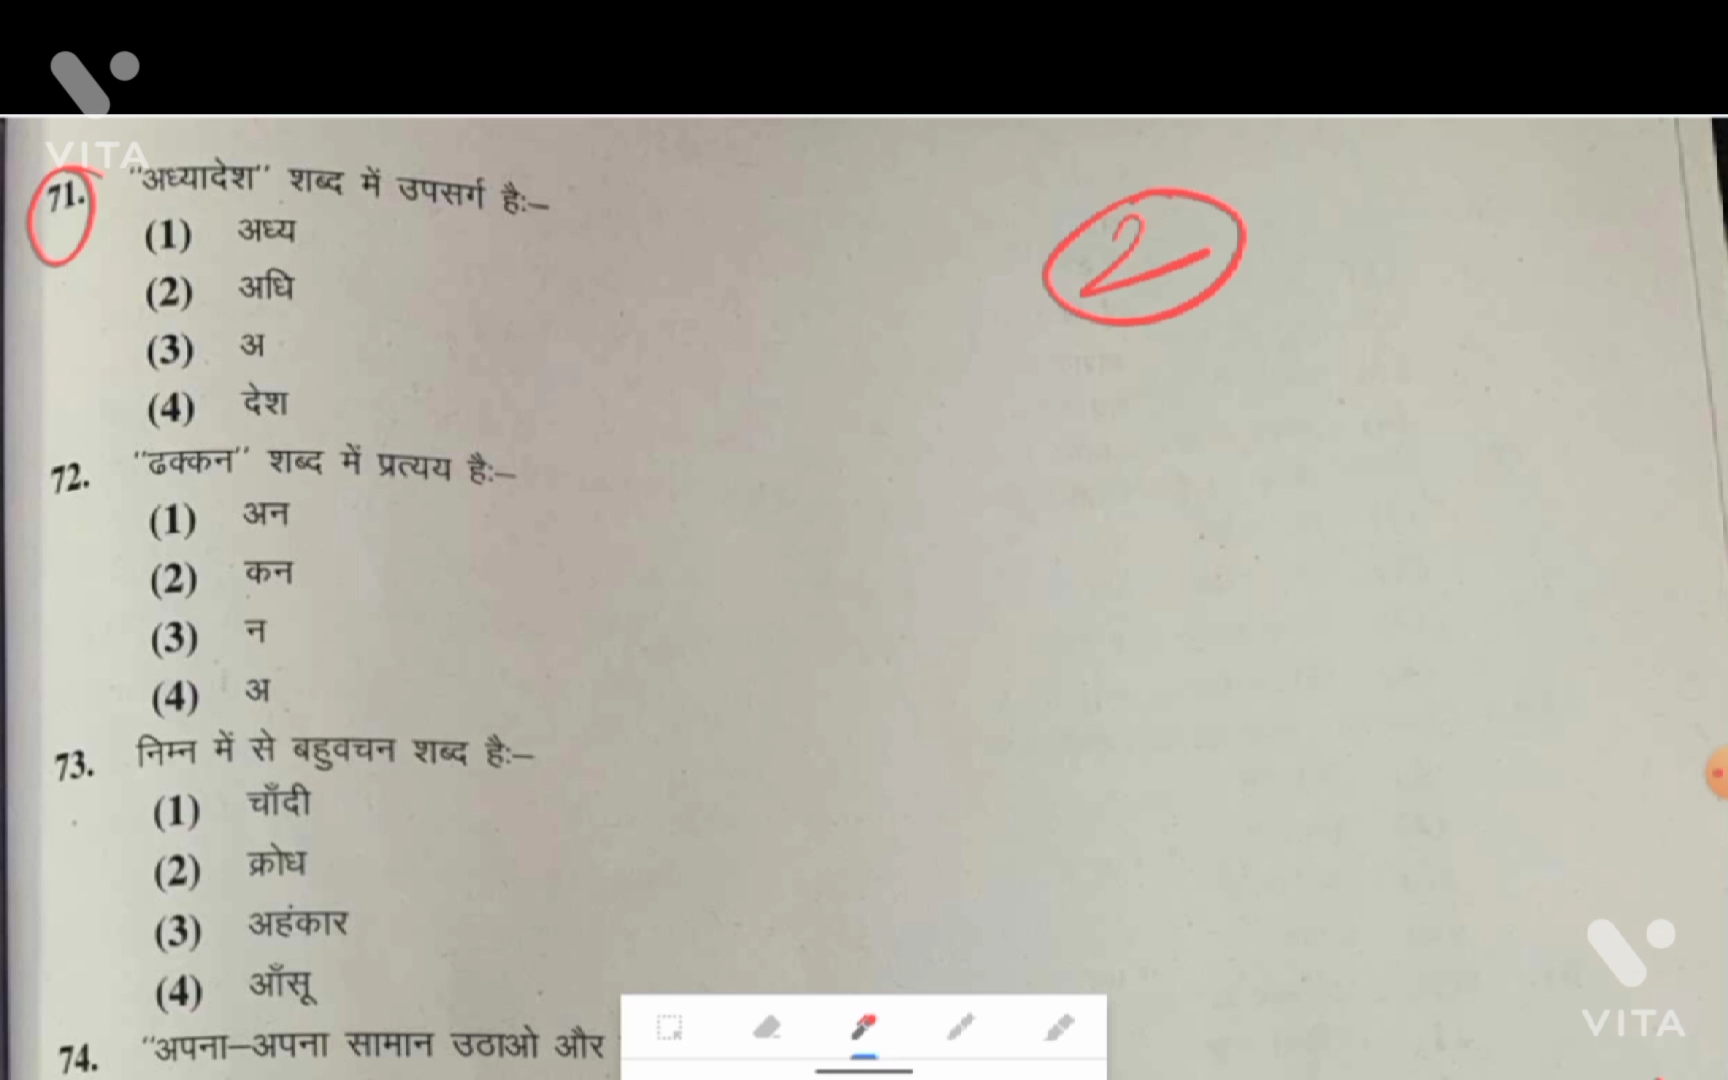 VITA
71. "अध्यादेश" शब्द में उपसर्ग है:–
2
(1) अध्य
(2) अधि
(3) अ
(4) देश
72. "ढक्कन" शब्द में प्रत्यय है:–
(1) अन
(2) कन
(3) न
(4) अ
73. निम्न में से बहुवचन शब्द है:–
(1) चाँदी
(2) क्रोध
(3) अहंकार
(4) आँसू
VITA
74. "अपना–अपना सामान उठाओ और